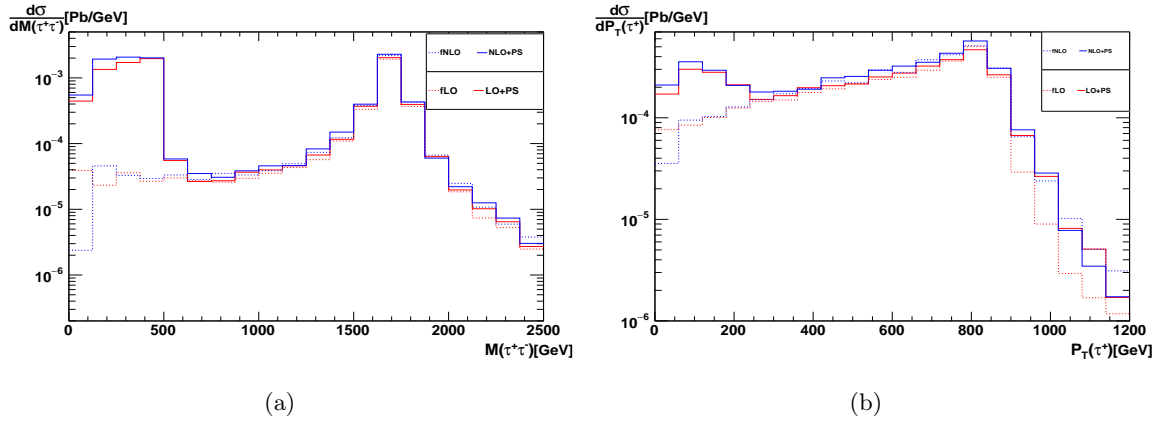 dσ
dM(τ⁺τ⁻) [Pb/GeV]
fNLO NLO+PS
fLO LO+PS
10⁻³
10⁻⁴
10⁻⁵
10⁻⁶
0 500 1000 1500 2000 2500
M(τ⁺τ⁻)[GeV]
(a)
dσ
dP_T(τ⁺) [Pb/GeV]
fNLO NLO+PS
fLO LO+PS
10⁻³
10⁻⁴
10⁻⁵
10⁻⁶
0 200 400 600 800 1000 1200
P_T(τ⁺) [GeV]
(b)